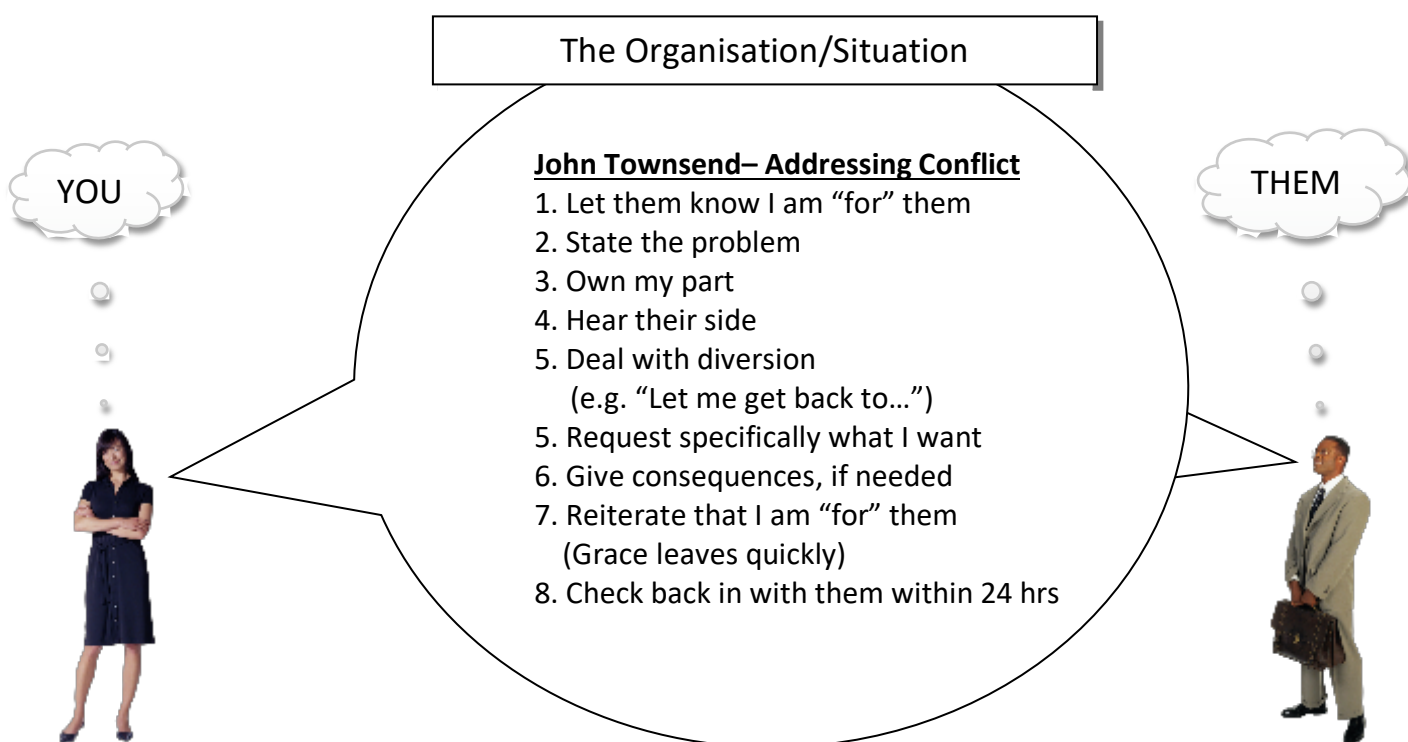 The Organisation/Situation
YOU
THEM
John Townsend– Addressing Conflict
1. Let them know I am “for” them
2. State the problem
3. Own my part
4. Hear their side
5. Deal with diversion
(e.g. “Let me get back to…”)
5. Request specifically what I want
6. Give consequences, if needed
7. Reiterate that I am “for” them
(Grace leaves quickly)
8. Check back in with them within 24 hrs